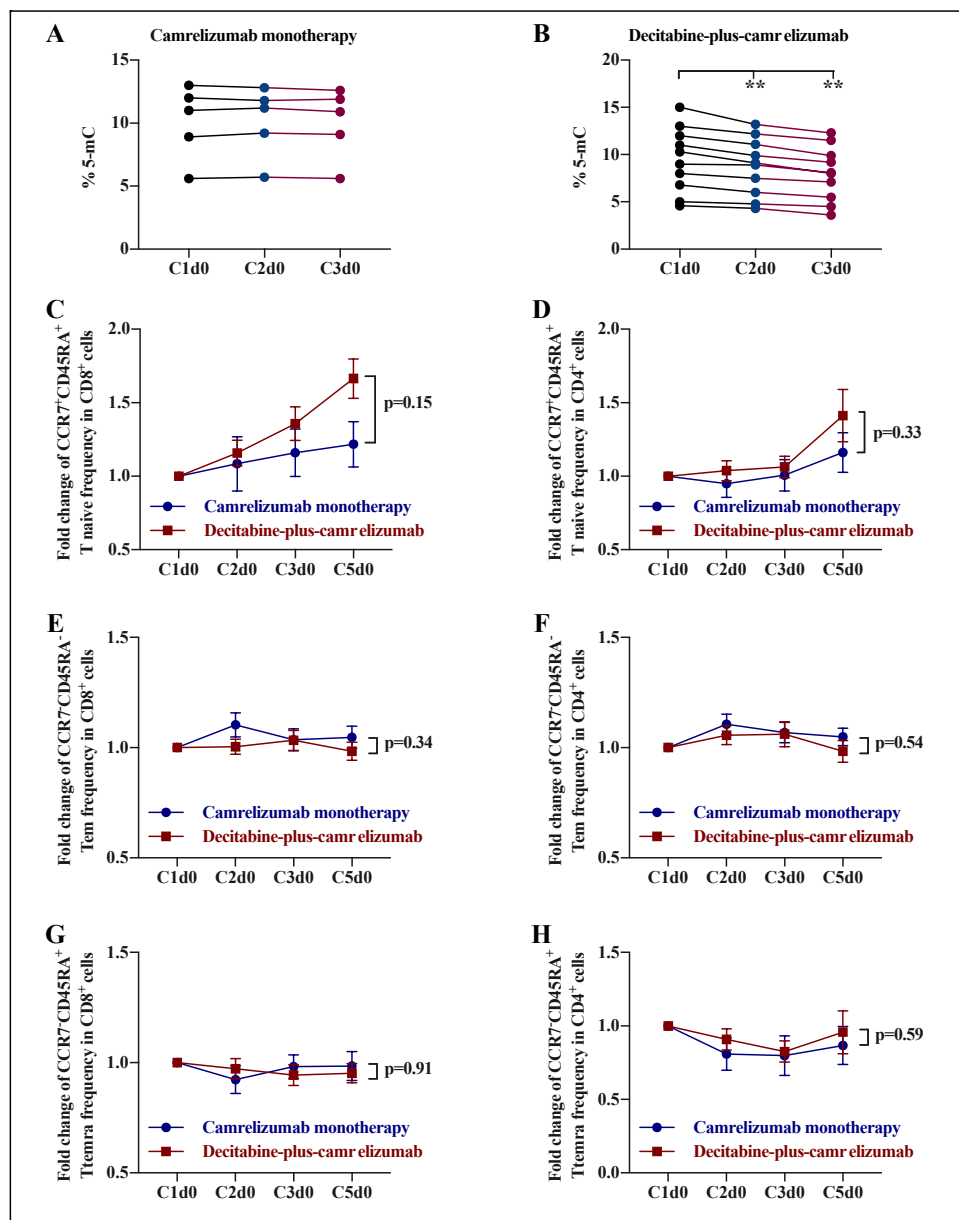 A
Camrelizumab monotherapy
% 5-mC
15
10
5
0
C1d0 C2d0 C3d0
B
Decitabine-plus-camr elizumab
** **
% 5-mC
20
15
10
5
0
C1d0 C2d0 C3d0
C
Fold change of CCR7⁺CD45RA⁺
T naive frequency in CD8⁺ cells
2.0
1.5
1.0
0.5
p=0.15
Camrelizumab monotherapy
Decitabine-plus-camr elizumab
C1d0 C2d0 C3d0 C5d0
D
Fold change of CCR7⁺CD45RA⁺
T naive frequency in CD4⁺ cells
2.0
1.5
1.0
0.5
p=0.33
Camrelizumab monotherapy
Decitabine-plus-camr elizumab
C1d0 C2d0 C3d0 C5d0
E
Fold change of CCR7⁻CD45RA⁻
Tem frequency in CD8⁺ cells
1.5
1.0
0.5
p=0.34
Camrelizumab monotherapy
Decitabine-plus-camr elizumab
C1d0 C2d0 C3d0 C5d0
F
Fold change of CCR7⁻CD45RA⁻
Tem frequency in CD4⁺ cells
1.5
1.0
0.5
p=0.54
Camrelizumab monotherapy
Decitabine-plus-camr elizumab
C1d0 C2d0 C3d0 C5d0
G
Fold change of CCR7⁻CD45RA⁺
Ttemra frequency in CD8⁺ cells
1.5
1.0
0.5
p=0.91
Camrelizumab monotherapy
Decitabine-plus-camr elizumab
C1d0 C2d0 C3d0 C5d0
H
Fold change of CCR7⁻CD45RA⁺
Ttemra frequency in CD4⁺ cells
1.5
1.0
0.5
0.0
p=0.59
Camrelizumab monotherapy
Decitabine-plus-camr elizumab
C1d0 C2d0 C3d0 C5d0